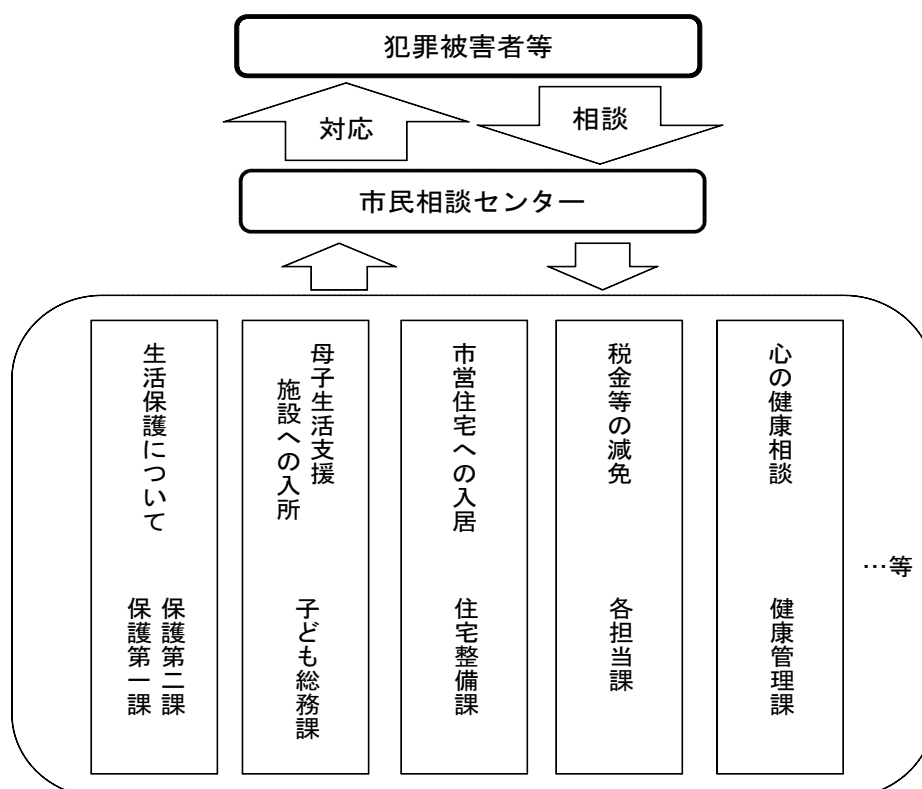 犯罪被害者等
対応
相談
市民相談センター
生活保護について
保護第二課
保護第一課
母子生活支援
施設への入所
子ども総務課
市営住宅への入居
住宅整備課
税金等の減免
各担当課
心の健康相談
健康管理課
…等